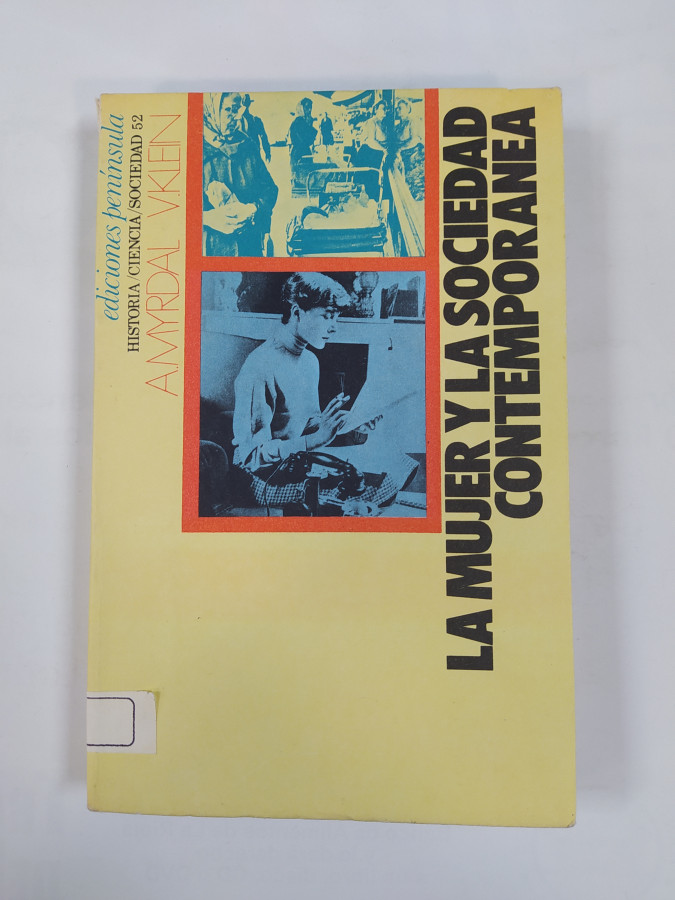 ediciones península
HISTORIA/CIENCIA/SOCIEDAD 52
A.MYRDAL V.KLEIN
LA MUJER Y LA SOCIEDAD
CONTEMPORANEA